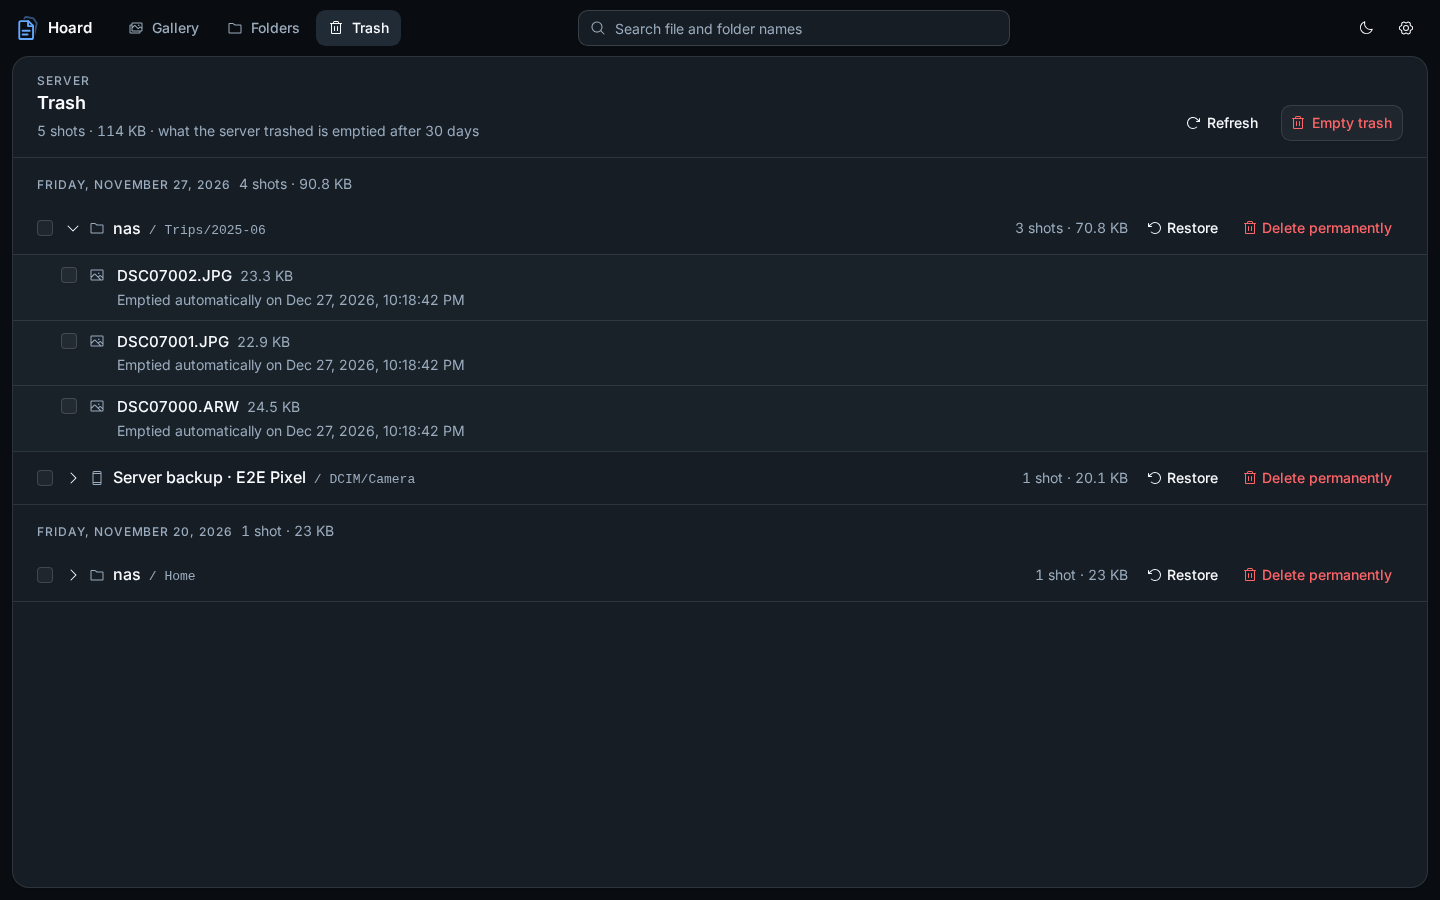 Hoard Gallery Folders Trash Search file and folder names
SERVER
Trash
5 shots · 114 KB · what the server trashed is emptied after 30 days
Refresh Empty trash
FRIDAY, NOVEMBER 27, 2026 4 shots · 90.8 KB
nas / Trips/2025-06 3 shots · 70.8 KB Restore Delete permanently
DSC07002.JPG 23.3 KB
Emptied automatically on Dec 27, 2026, 10:18:42 PM
DSC07001.JPG 22.9 KB
Emptied automatically on Dec 27, 2026, 10:18:42 PM
DSC07000.ARW 24.5 KB
Emptied automatically on Dec 27, 2026, 10:18:42 PM
Server backup · E2E Pixel / DCIM/Camera 1 shot · 20.1 KB Restore Delete permanently
FRIDAY, NOVEMBER 20, 2026 1 shot · 23 KB
nas / Home 1 shot · 23 KB Restore Delete permanently